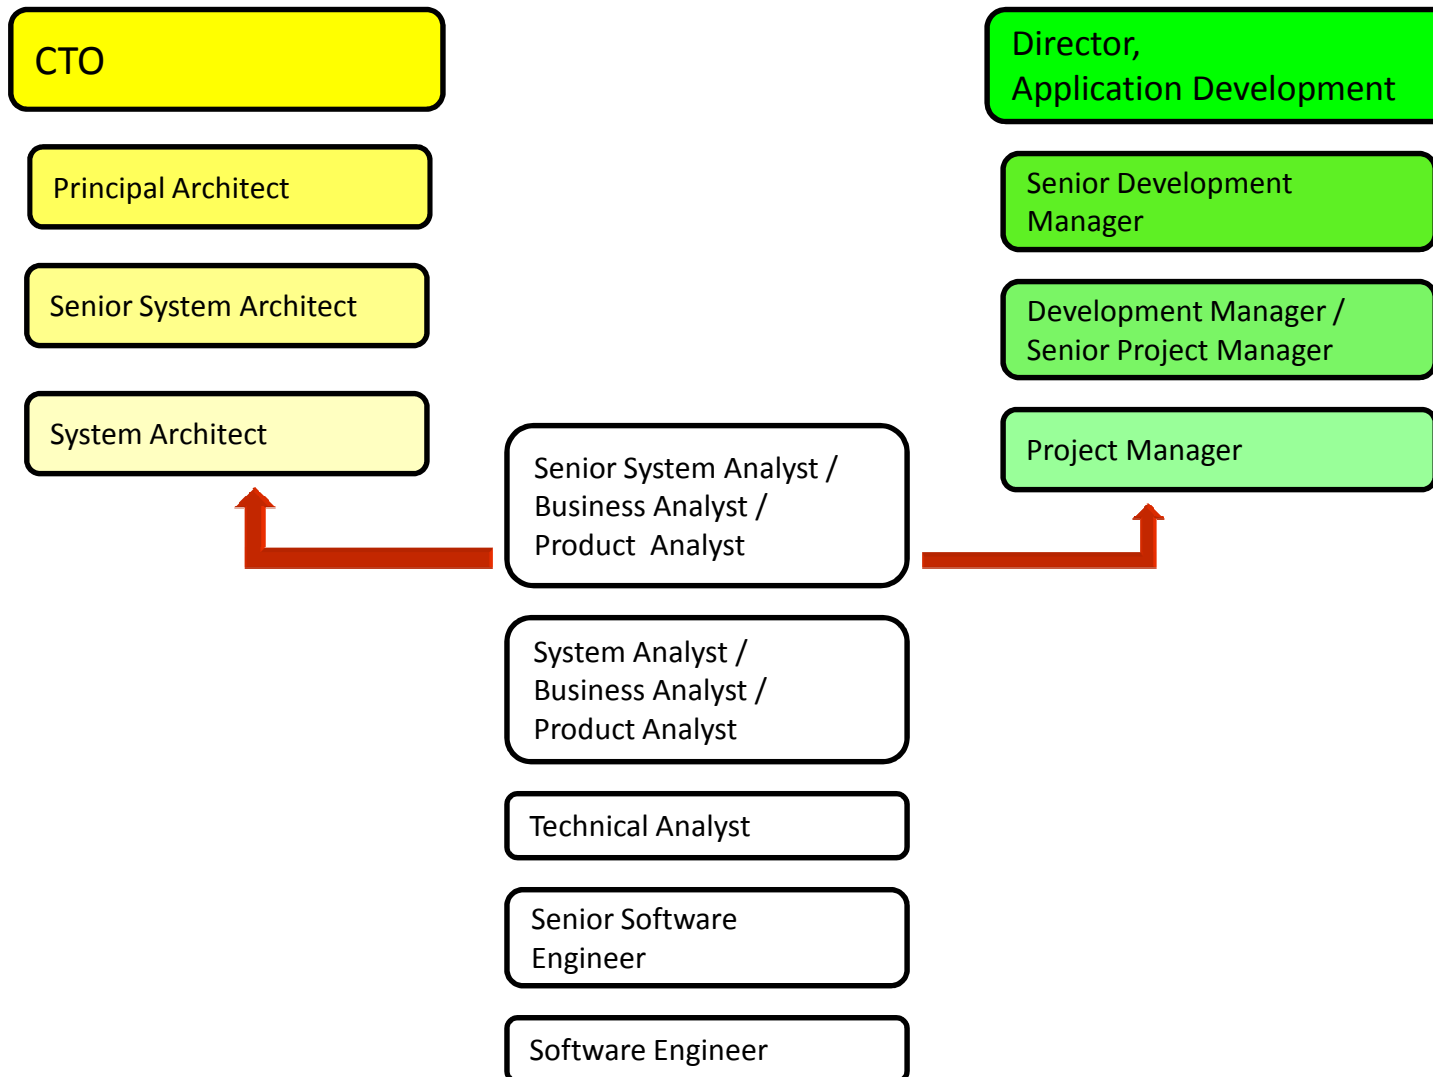 CTO
Principal Architect
Senior System Architect
System Architect
Director,
Application Development
Senior Development
Manager
Development Manager /
Senior Project Manager
Project Manager
Senior System Analyst /
Business Analyst /
Product  Analyst
System Analyst /
Business Analyst /
Product Analyst
Technical Analyst
Senior Software
Engineer
Software Engineer